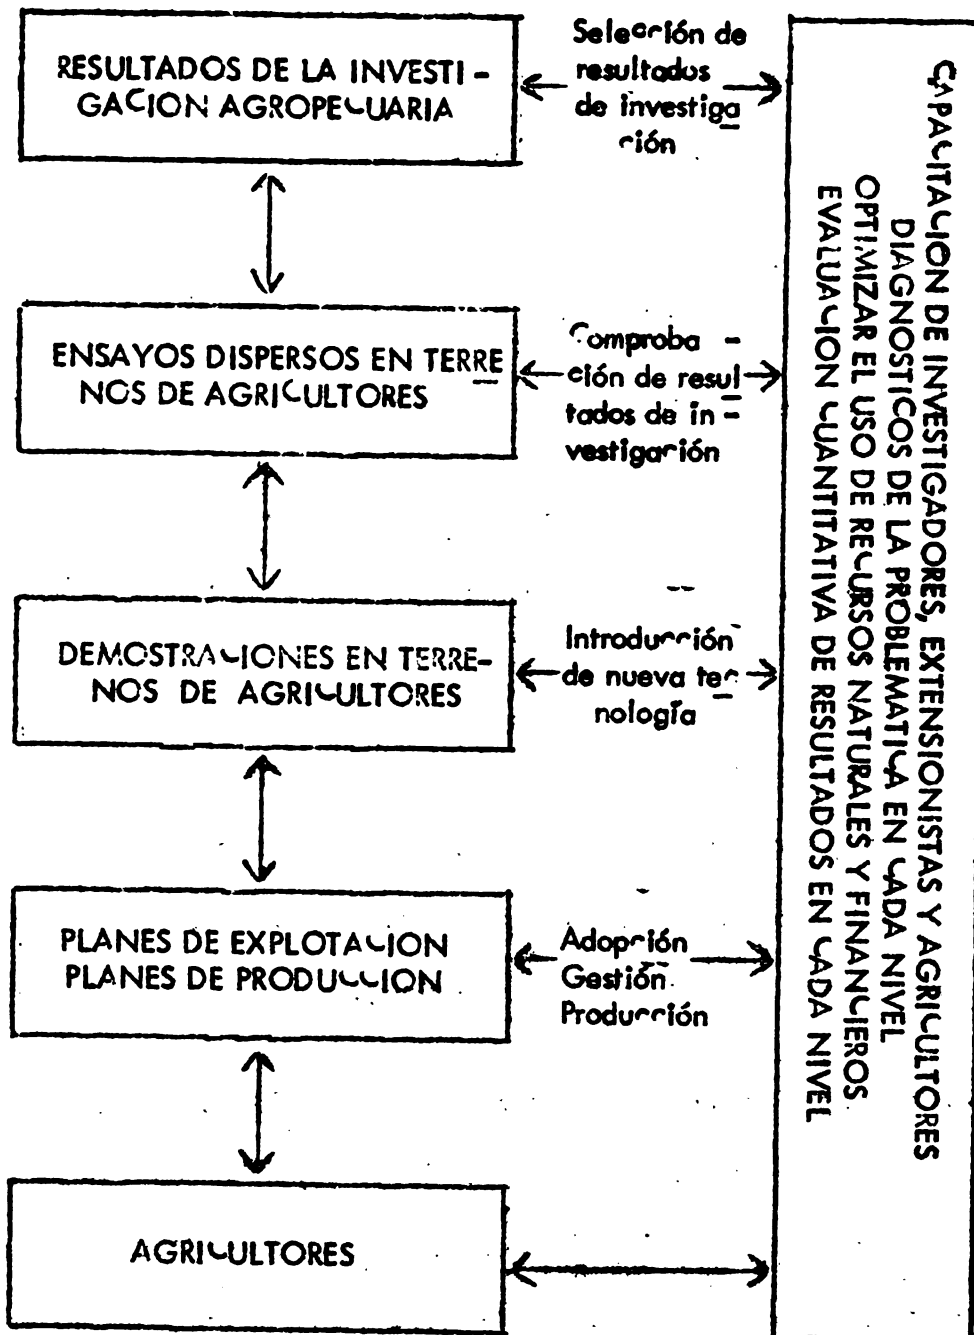 RESULTADOS DE LA INVESTI-
GACION AGROPECUARIA
Selección de
resultados
de investiga
ción
ENSAYOS DISPERSOS EN TERRE
NOS DE AGRICULTORES
Comproba -
ción de resul
tados de in -
vestigación
DEMOSTRACIONES EN TERRE-
NOS DE AGRICULTORES
Introducción
de nueva tec
nología
PLANES DE EXPLOTACION
PLANES DE PRODUCCION
Adopción
Gestión
Producción
AGRICULTORES
CAPACITACION DE INVESTIGADORES, EXTENSIONISTAS Y AGRICULTORES
DIAGNOSTICOS DE LA PROBLEMATICA EN CADA NIVEL
OPTIMIZAR EL USO DE RECURSOS NATURALES Y FINANCIEROS
EVALUACION CUANTITATIVA DE RESULTADOS EN CADA NIVEL